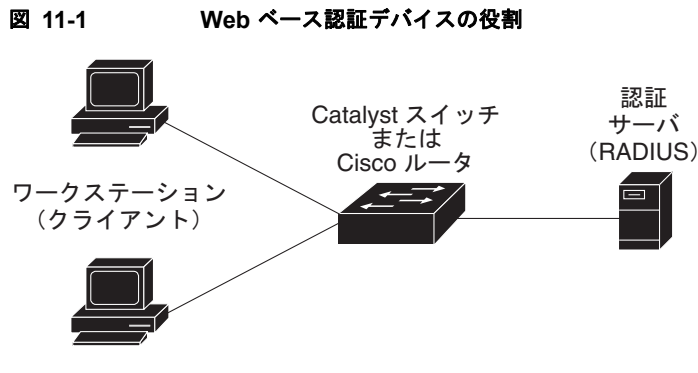 図 11-1 Web ベース認証デバイスの役割
Catalyst スイッチ
または
Cisco ルータ
認証
サーバ
（RADIUS）
ワークステーション
（クライアント）